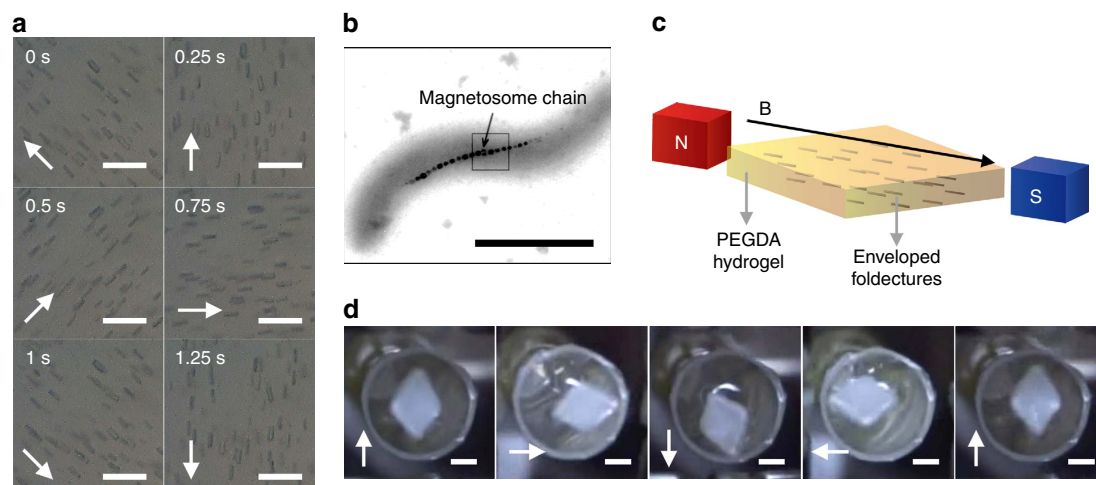 a
0 s
0.25 s
0.5 s
0.75 s
1 s
1.25 s
b
Magnetosome chain
c
N
B
S
PEGDA
hydrogel
Enveloped
foldectures
d